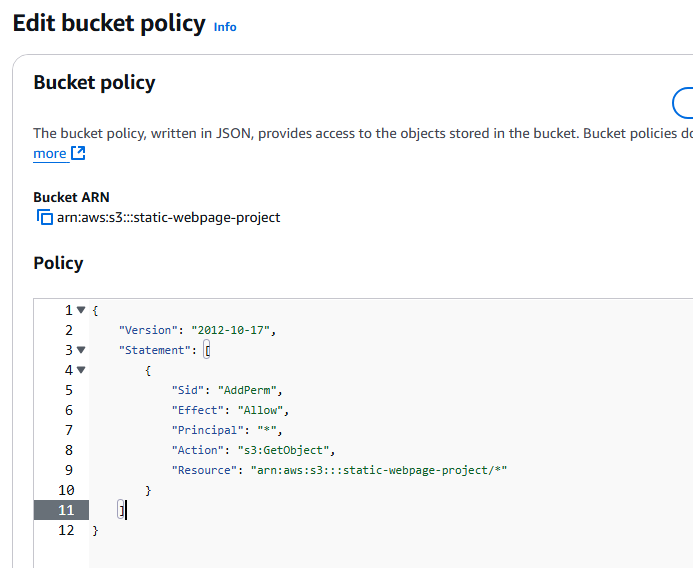 Edit bucket policy Info
Bucket policy
The bucket policy, written in JSON, provides access to the objects stored in the bucket. Bucket policies
more
Bucket ARN
arn:aws:s3:::static-webpage-project
Policy
1 {
2 "Version": "2012-10-17",
3 "Statement": [
4 {
5 "Sid": "AddPerm",
6 "Effect": "Allow",
7 "Principal": "*",
8 "Action": "s3:GetObject",
9 "Resource": "arn:aws:s3:::static-webpage-project/*"
10 }
11 ]
12 }